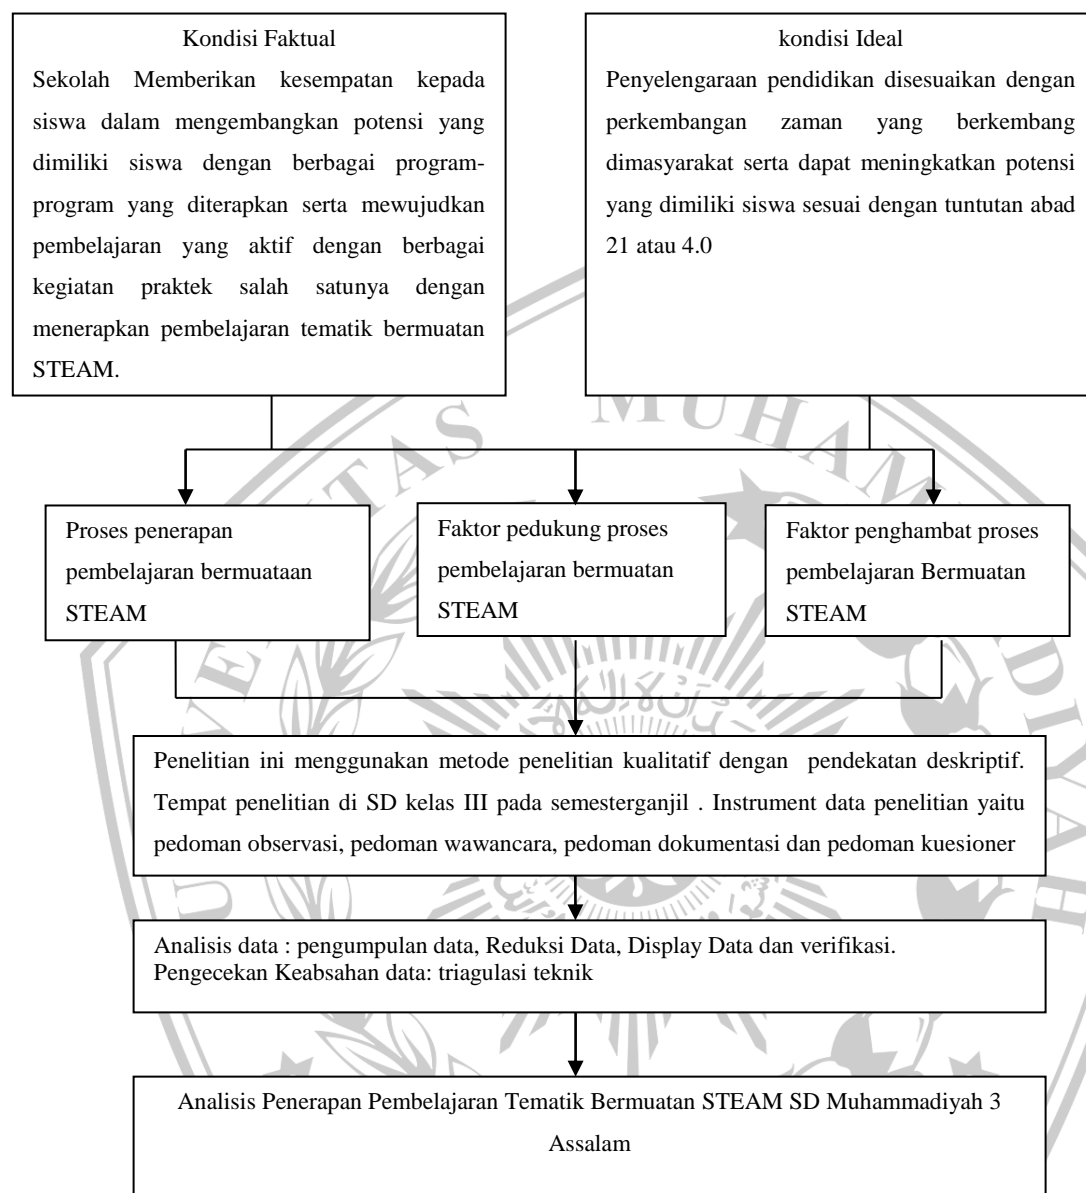 Kondisi Faktual
Sekolah Memberikan kesempatan kepada
siswa dalam mengembangkan potensi yang
dimiliki siswa dengan berbagai program-
program yang diterapkan serta mewujudkan
pembelajaran yang aktif dengan berbagai
kegiatan praktek salah satunya dengan
menerapkan pembelajaran tematik bermuatan
STEAM.
kondisi Ideal
Penyelengaraan pendidikan disesuaikan dengan
perkembangan zaman yang berkembang
dimasyarakat serta dapat meningkatkan potensi
yang dimiliki siswa sesuai dengan tuntutan abad
21 atau 4.0
Proses penerapan
pembelajaran bermuataan
STEAM
Faktor pedukung proses
pembelajaran bermuatan
STEAM
Faktor penghambat proses
pembelajaran Bermuatan
STEAM
Penelitian ini menggunakan metode penelitian kualitatif dengan pendekatan deskriptif.
Tempat penelitian di SD kelas III pada semesterganjil . Instrument data penelitian yaitu
pedoman observasi, pedoman wawancara, pedoman dokumentasi dan pedoman kuesioner
Analisis data : pengumpulan data, Reduksi Data, Display Data dan verifikasi.
Pengecekan Keabsahan data: triagulasi teknik
Analisis Penerapan Pembelajaran Tematik Bermuatan STEAM SD Muhammadiyah 3
Assalam